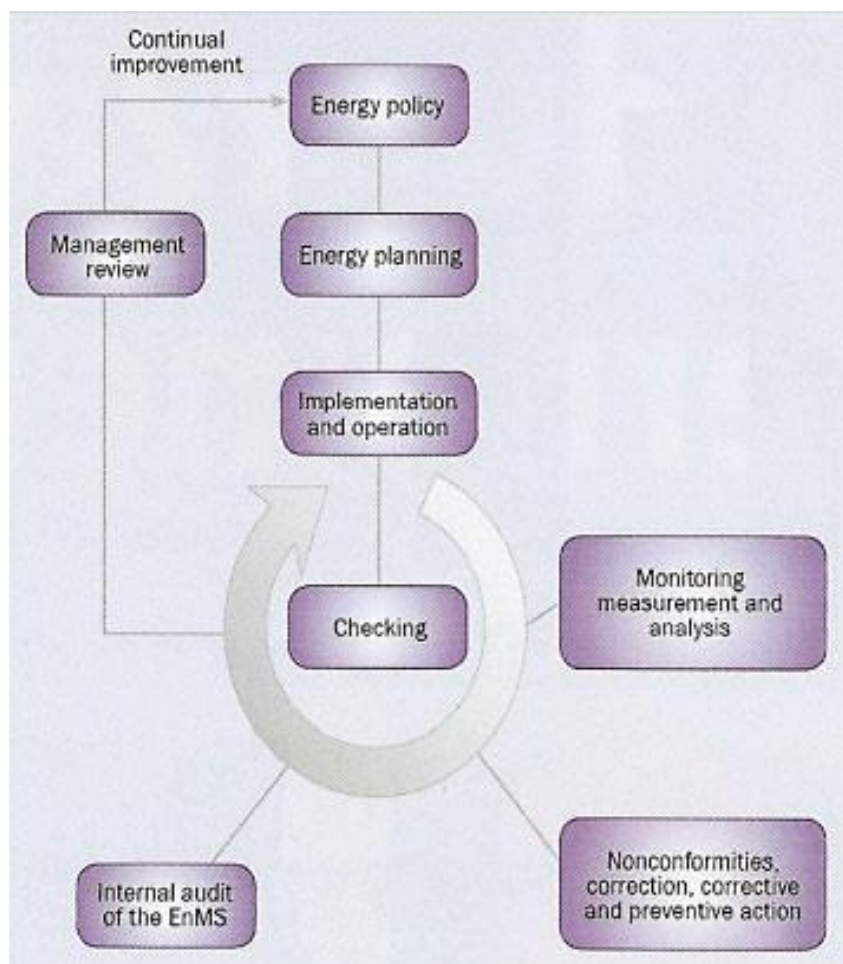 Continual
improvement
Energy policy
Management
review
Energy planning
Implementation
and operation
Checking
Monitoring
measurement and
analysis
Internal audit
of the EnMS
Nonconformities,
correction, corrective
and preventive action